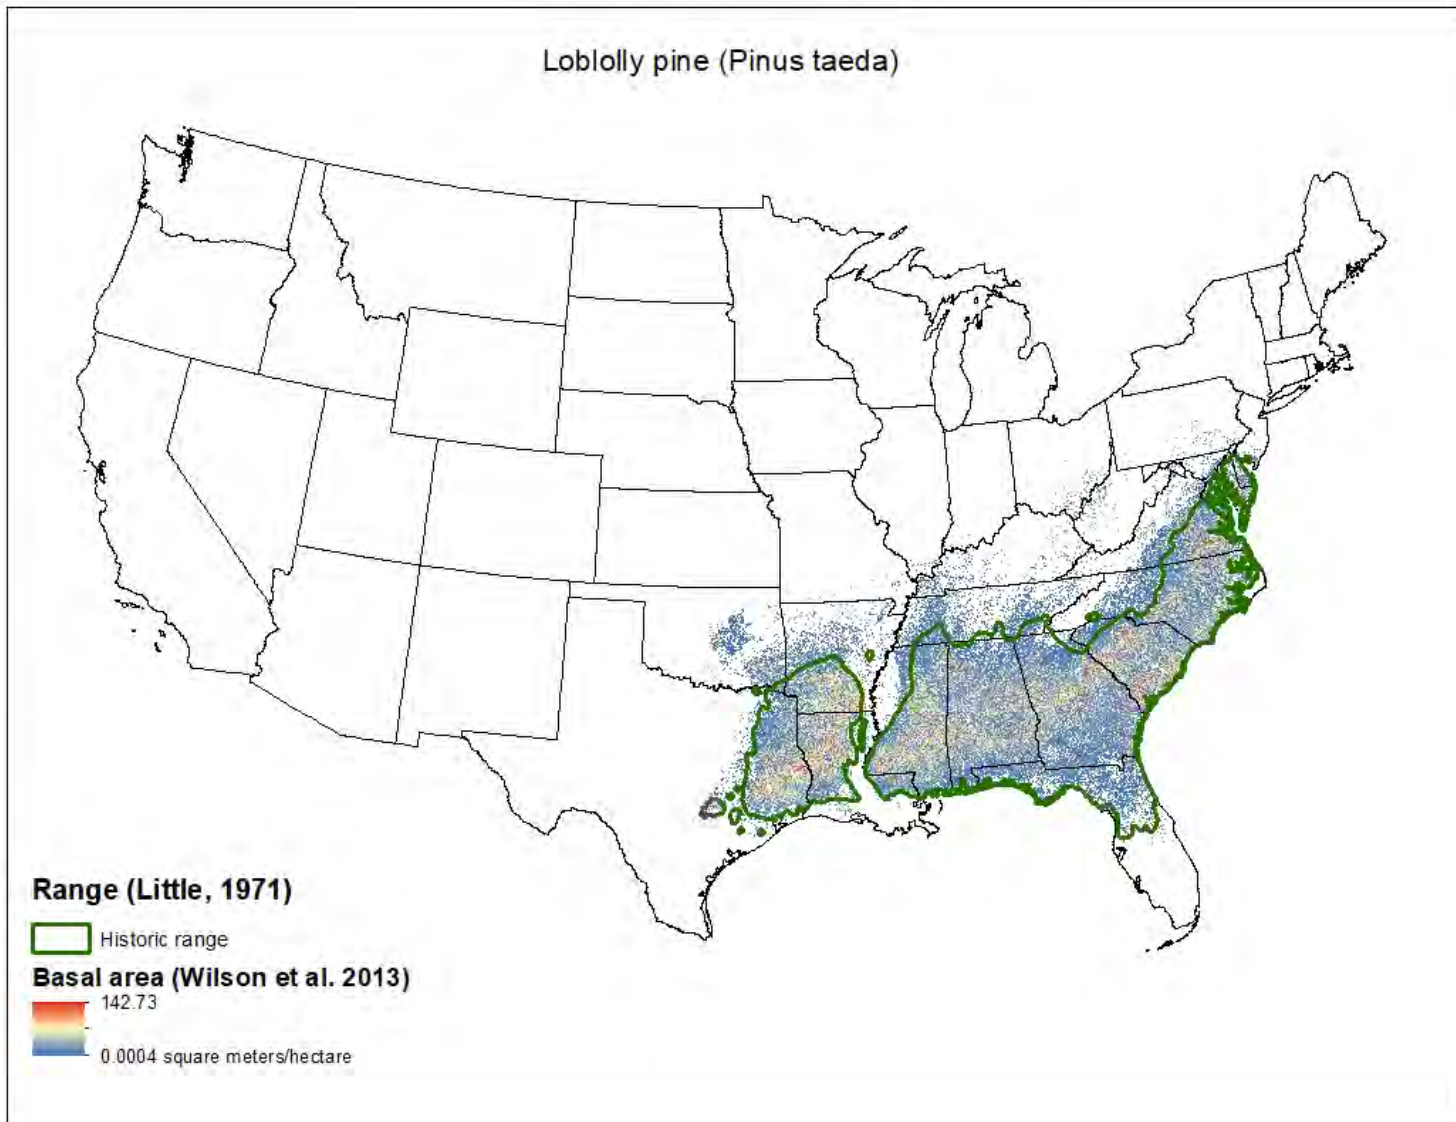 Loblolly pine (Pinus taeda)
Range (Little, 1971)
Historic range
Basal area (Wilson et al. 2013)
142.73
0.0004 square meters/hectare